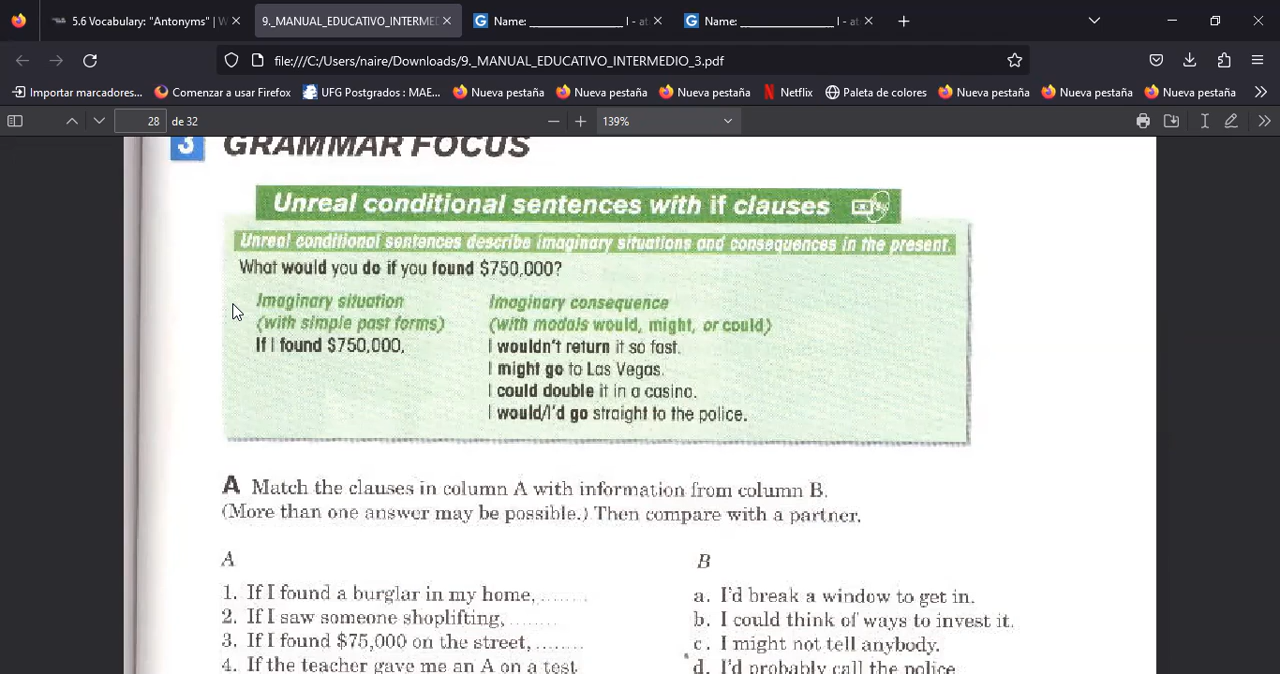 5.6 Vocabulary: "Antonyms" | W
9._MANUAL_EDUCATIVO_INTERME
Name: ______________ I - at
Name: ______________ I - at
file:///C:/Users/naire/Downloads/9._MANUAL_EDUCATIVO_INTERMEDIO_3.pdf
Importar marcadores...
Comenzar a usar Firefox
UFG Postgrados : MAE...
Nueva pestaña
Nueva pestaña
Nueva pestaña
Netflix
Paleta de colores
Nueva pestaña
Nueva pestaña
Nueva pestaña
28 de 32
139%
3 GRAMMAR FOCUS
Unreal conditional sentences with if clauses
Unreal conditional sentences describe imaginary situations and consequences in the present.
What would you do if you found $750,000?
Imaginary situation
(with simple past forms)
If I found $750,000,
Imaginary consequence
(with modals would, might, or could)
I wouldn't return it so fast.
I might go to Las Vegas.
I could double it in a casino.
I would/I'd go straight to the police.
A Match the clauses in column A with information from column B.
(More than one answer may be possible.) Then compare with a partner.
A
1. If I found a burglar in my home, .......
2. If I saw someone shoplifting, .......
3. If I found $75,000 on the street, .......
4. If the teacher gave me an A on a test
B
a. I'd break a window to get in.
b. I could think of ways to invest it.
c. I might not tell anybody.
d. I'd probably call the police